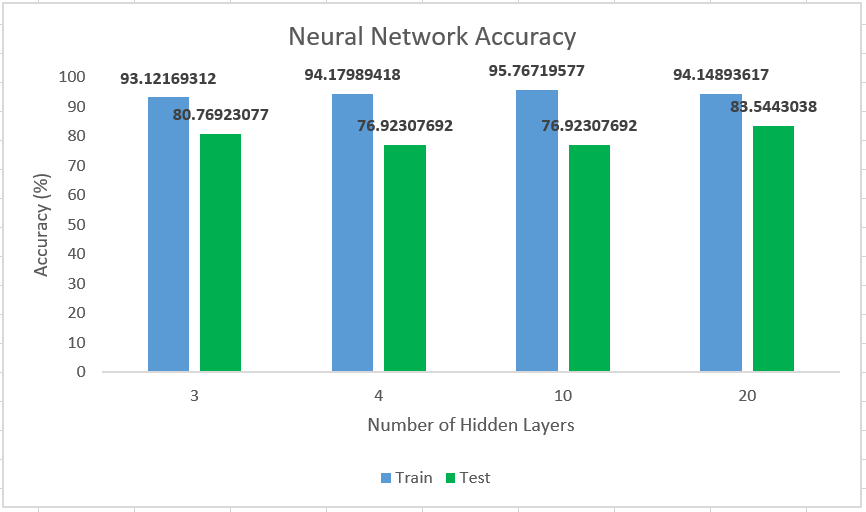 Neural Network Accuracy
93.12169312 94.17989418 95.76719577 94.14893617
80.76923077 76.92307692 76.92307692 83.5443038
100
90
80
70
60
50
40
30
20
10
0
Accuracy (%)
3 4 10 20
Number of Hidden Layers
Train Test